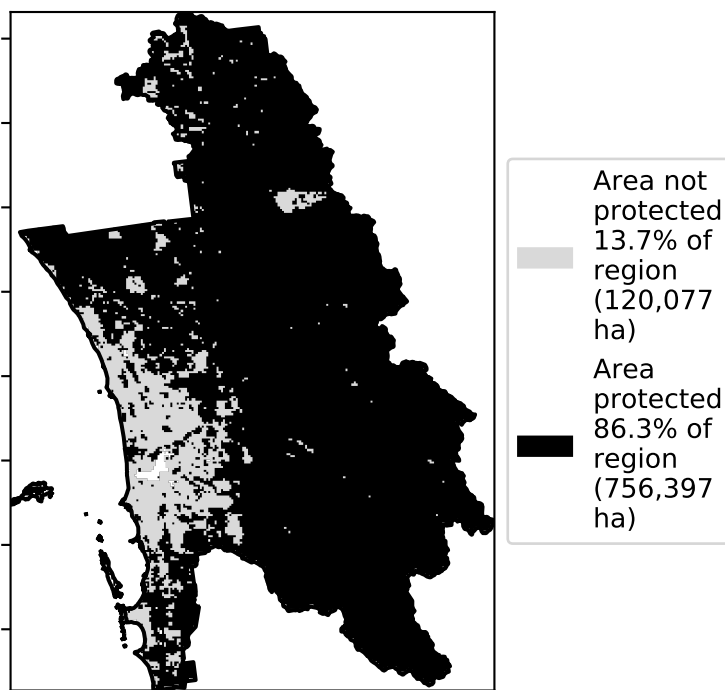 Area not
protected
13.7% of
region
(120,077
ha)
Area
protected
86.3% of
region
(756,397
ha)